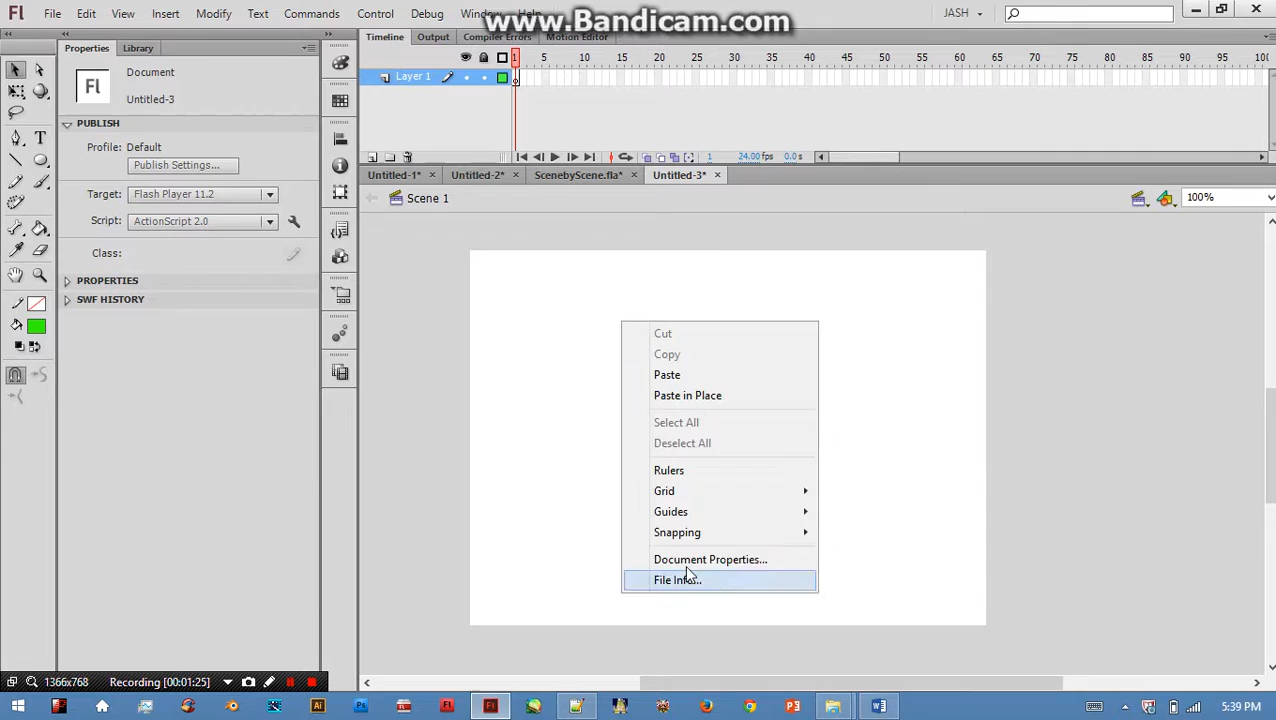 Fl File Edit View Insert Modify Text Commands Control Debug Window Help
www.Bandicam.com
JASH
Properties Library
Timeline Output Compiler Errors Motion Editor
1 5 10 15 20 25 30 35 40 45 50 55 60 65 70 75 80 85 90 95 100
Layer 1
Fl
Document
Untitled-3
PUBLISH
Profile: Default
Publish Settings...
1 24.00 fps 0.0 s
Untitled-1* Untitled-2* ScenebyScene.fla* Untitled-3*
Target: Flash Player 11.2
Scene 1
100%
Script: ActionScript 2.0
Class:
PROPERTIES
SWF HISTORY
Cut
Copy
Paste
Paste in Place
Select All
Deselect All
Rulers
Grid
Guides
Snapping
Document Properties...
1366x768 Recording [00:01:25]
5:39 PM